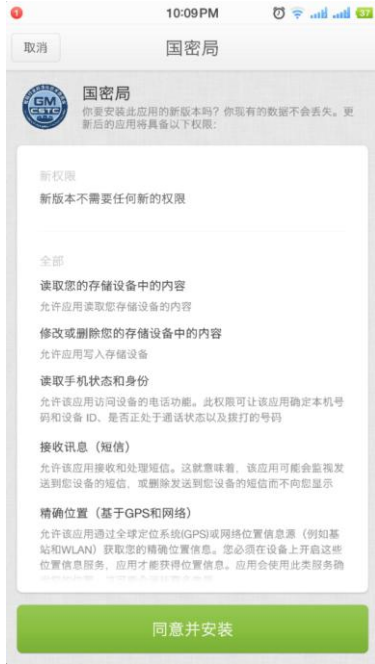 10:09PM
37
取消
国密局
GM
CSTC
国密局
你要安装此应用的新版本吗?你现有的数据不会丢失。更
新后的应用将具备以下权限:
新权限
新版本不需要任何新的权限
全部
读取您的存储设备中的内容
允许应用读取您存储设备的内容
修改或删除您的存储设备中的内容
允许应用写入存储设备
读取手机状态和身份
允许该应用访问设备的电话功能。此权限可让该应用确定本机号
码和设备 ID、是否正处于通话状态以及拨打的号码
接收讯息(短信)
允许该应用接收和处理短信。这就意味着,该应用可能会监视发
送到您设备的短信,或删除发送到您设备的短信而不向您显示
精确位置(基于GPS和网络)
允许该应用通过全球定位系统(GPS)或网络位置信息源(例如基
站和WLAN)获取您的精确位置信息。您必须在设备上开启这些
位置信息服务,应用才能获得位置信息。应用会使用此类服务确
同意并安装